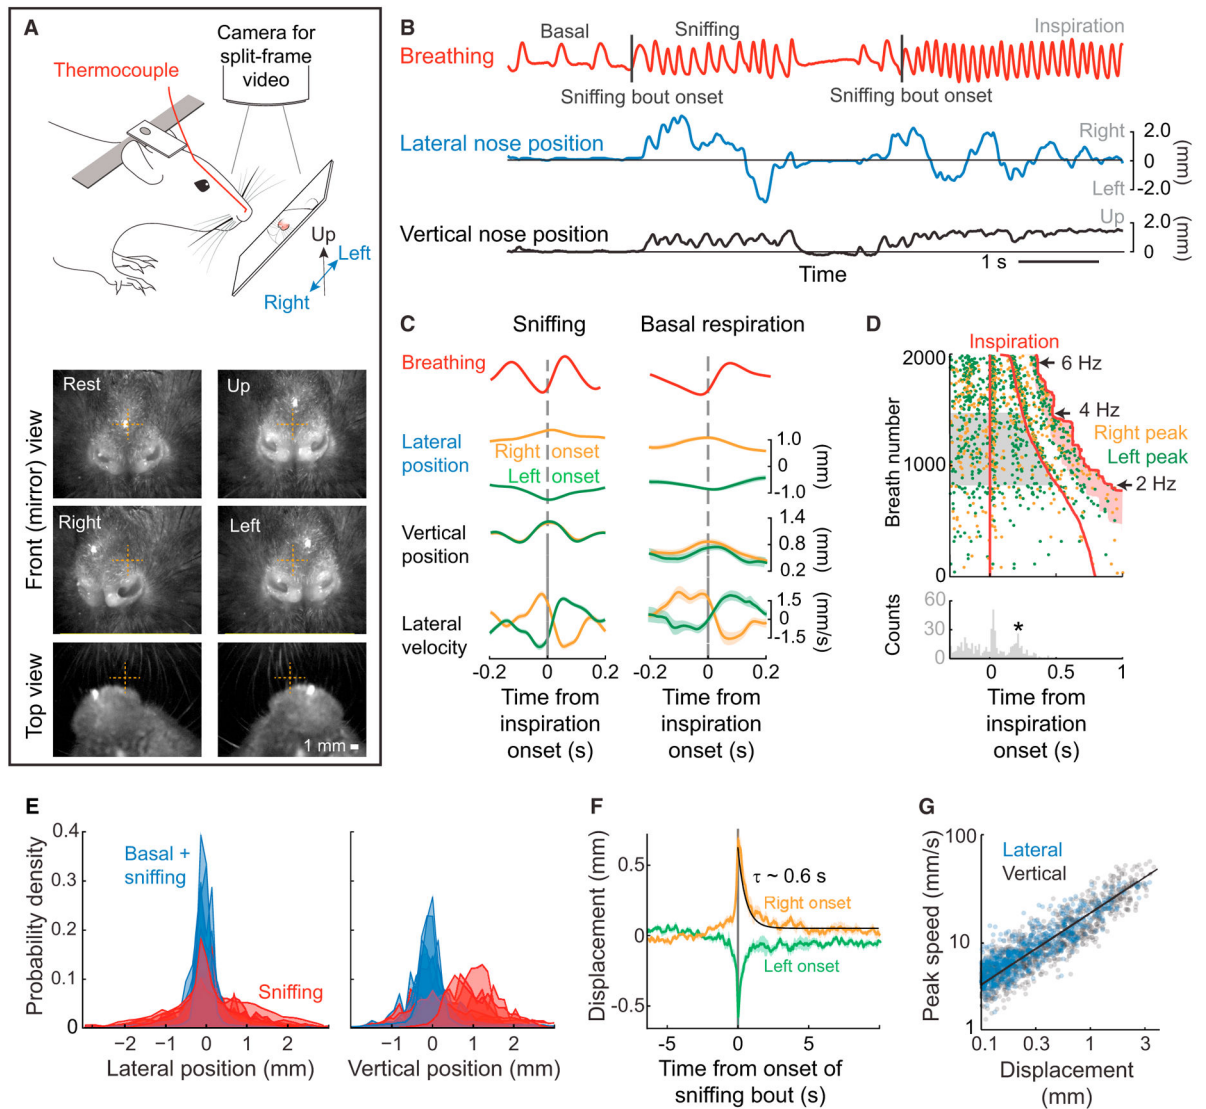 A
Camera for
split-frame
video
Thermocouple
Up
Left
Right
Front (mirror) view
Rest
Up
Right
Left
Top view
1 mm
B
Basal
Sniffing
Inspiration
Breathing
Sniffing bout onset
Sniffing bout onset
Lateral nose position
Right
Left
2.0
0
-2.0
(mm)
Vertical nose position
Up
2.0
0
(mm)
1 s
Time
C
Sniffing
Basal respiration
Breathing
Lateral
position
Right onset
Left onset
1.0
0
-1.0
(mm)
Vertical
position
1.4
0.8
0.2
(mm)
Lateral
velocity
1.5
0
-1.5
(mm/s)
-0.2 0 0.2
-0.2 0 0.2
Time from
inspiration
onset (s)
Time from
inspiration
onset (s)
D
Inspiration
2000
1000
0
Breath number
6 Hz
4 Hz
2 Hz
Right peak
Left peak
60
30
0
Counts
*
0 0.5 1
Time from
inspiration
onset (s)
E
0.4
0.3
0.2
0.1
0
Probability density
Basal +
sniffing
Sniffing
−2 −1 0 1 2
Lateral position (mm)
−1 0 1 2
Vertical position (mm)
F
0.5
0
-0.5
Displacement (mm)
τ ~ 0.6 s
Right onset
Left onset
-5 0 5
Time from onset of
sniffing bout (s)
G
100
10
1
Peak speed (mm/s)
Lateral
Vertical
0.1 0.3 1 3
Displacement
(mm)